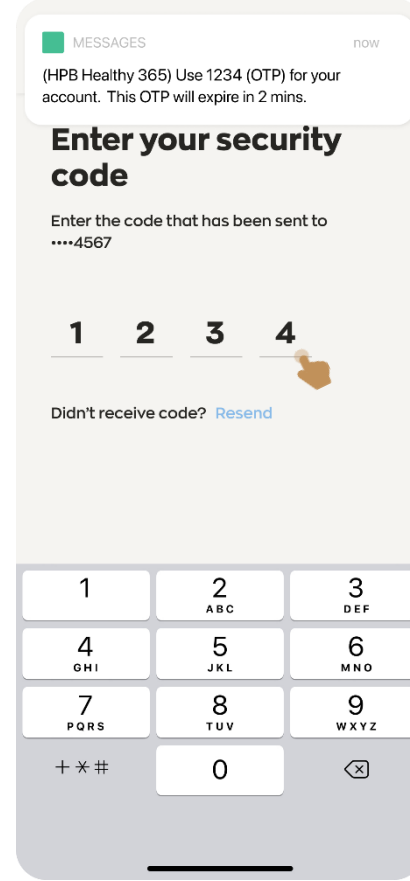 MESSAGES now
(HPB Healthy 365) Use 1234 (OTP) for your
account. This OTP will expire in 2 mins.
Enter your security
code
Enter the code that has been sent to
••••4567
1 2 3 4
Didn't receive code? Resend
1 2 3
ABC DEF
4 5 6
GHI JKL MNO
7 8 9
PQRS TUV WXYZ
+*# 0